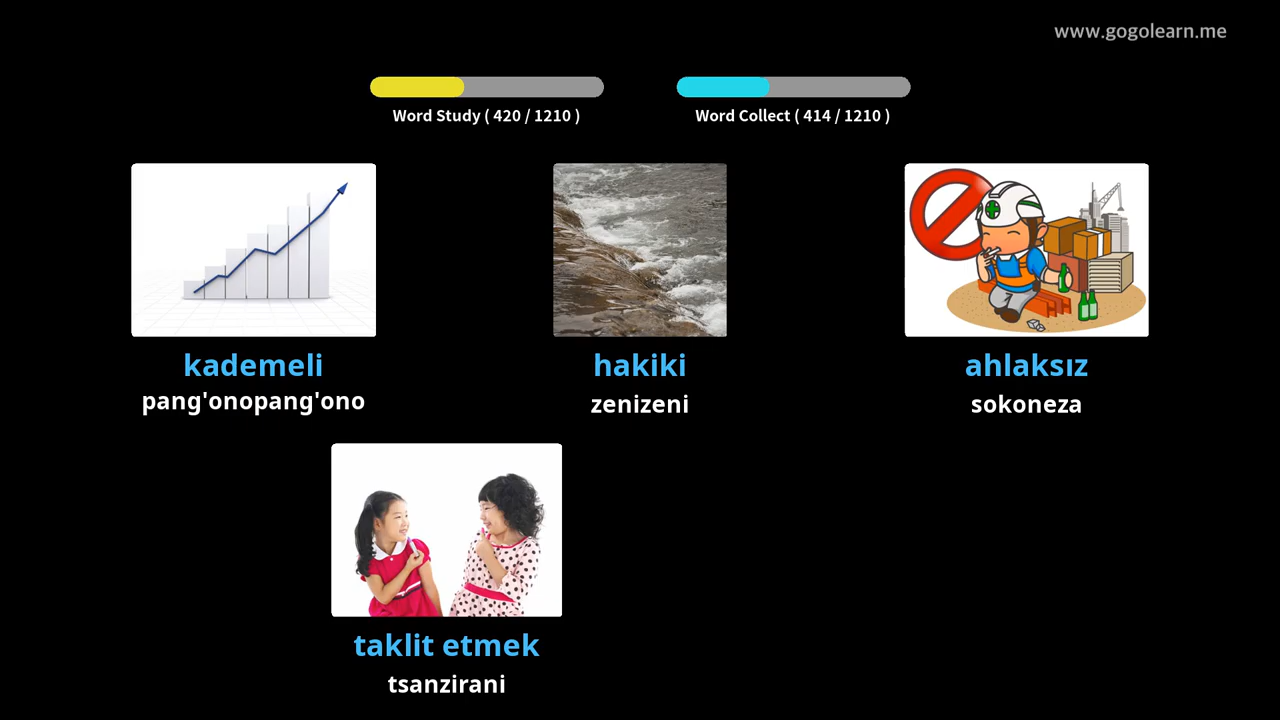 www.gogolearn.me
Word Study ( 420 / 1210 )
Word Collect ( 414 / 1210 )
kademeli
pang'onopang'ono
hakiki
zenizeni
ahlaksız
sokoneza
taklit etmek
tsanzirani